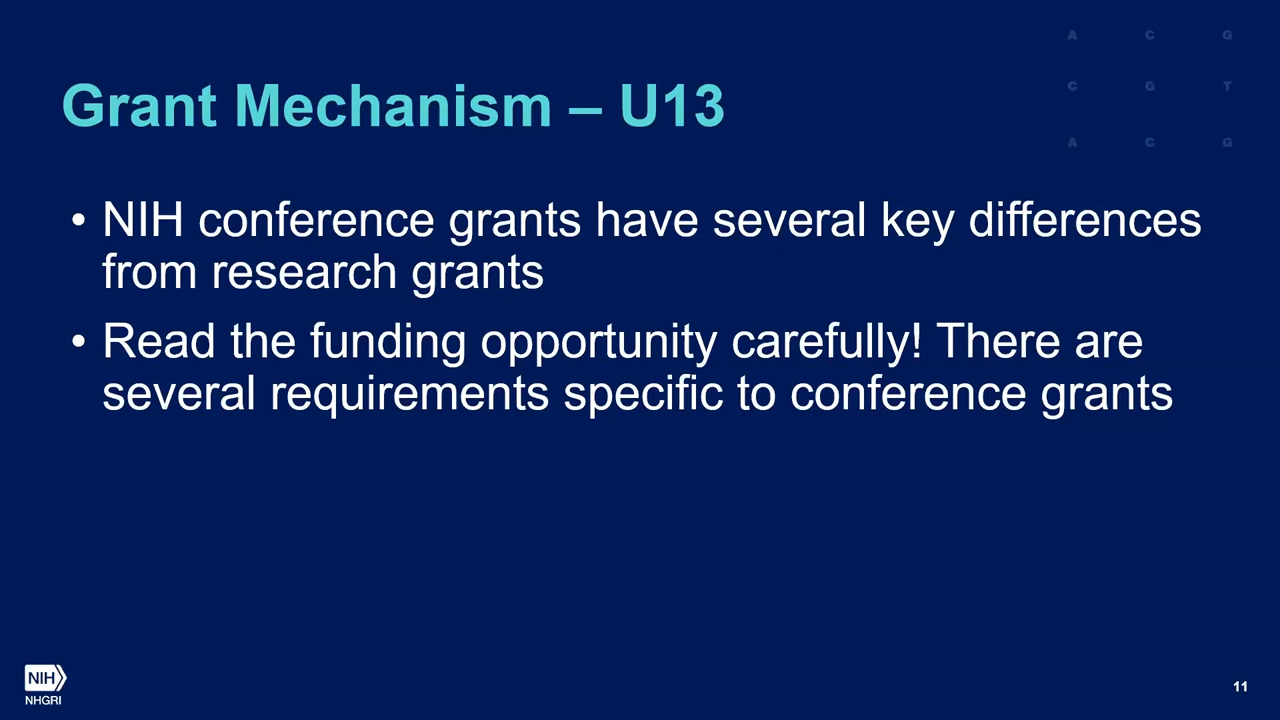 A C G
C G T
A C G
Grant Mechanism – U13
• NIH conference grants have several key differences
from research grants
• Read the funding opportunity carefully! There are
several requirements specific to conference grants
NIH
NHGRI
11